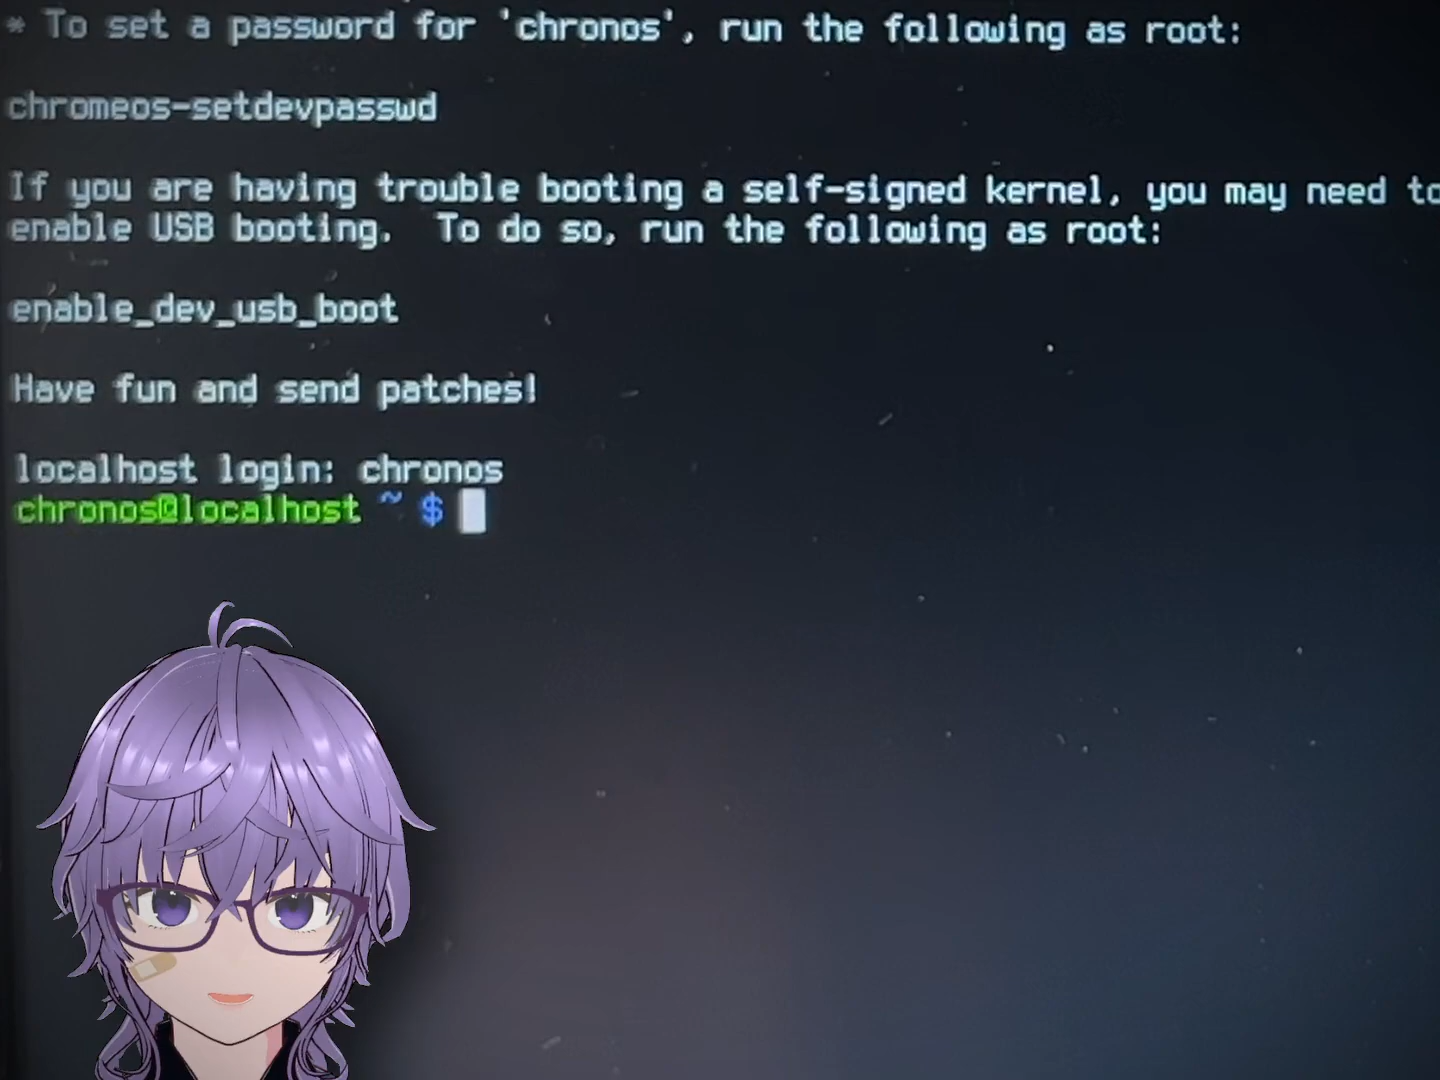 * To set a password for 'chronos', run the following as root:
chromeos-setdevpasswd
If you are having trouble booting a self-signed kernel, you may need to
enable USB booting.  To do so, run the following as root:
enable_dev_usb_boot
Have fun and send patches!
localhost login: chronos
chronos@localhost ~ $